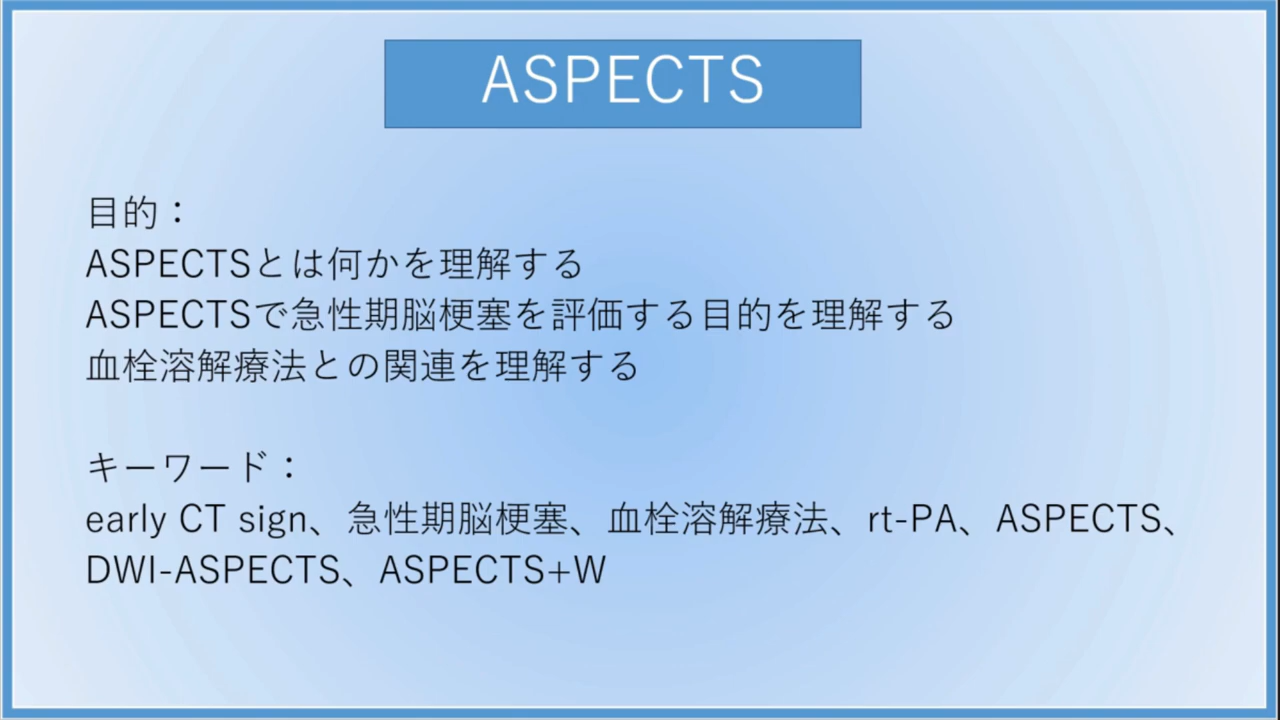 ASPECTS
目的：
ASPECTSとは何かを理解する
ASPECTSで急性期脳梗塞を評価する目的を理解する
血栓溶解療法との関連を理解する
キーワード：
early CT sign、急性期脳梗塞、血栓溶解療法、rt-PA、ASPECTS、
DWI-ASPECTS、ASPECTS+W